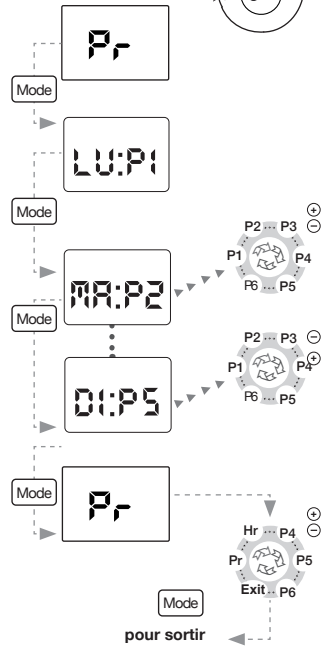 Pr
Mode
LU:P1
Mode
MA:P2
P2 ... P3 + −
P1 P4
P6 ... P5
Mode
DI:P5
P2 ... P3 − +
P1 P4
P6 ... P5
Mode
Pr
Hr ... P4 + −
Pr P5
Exit ... P6
Mode
pour sortir